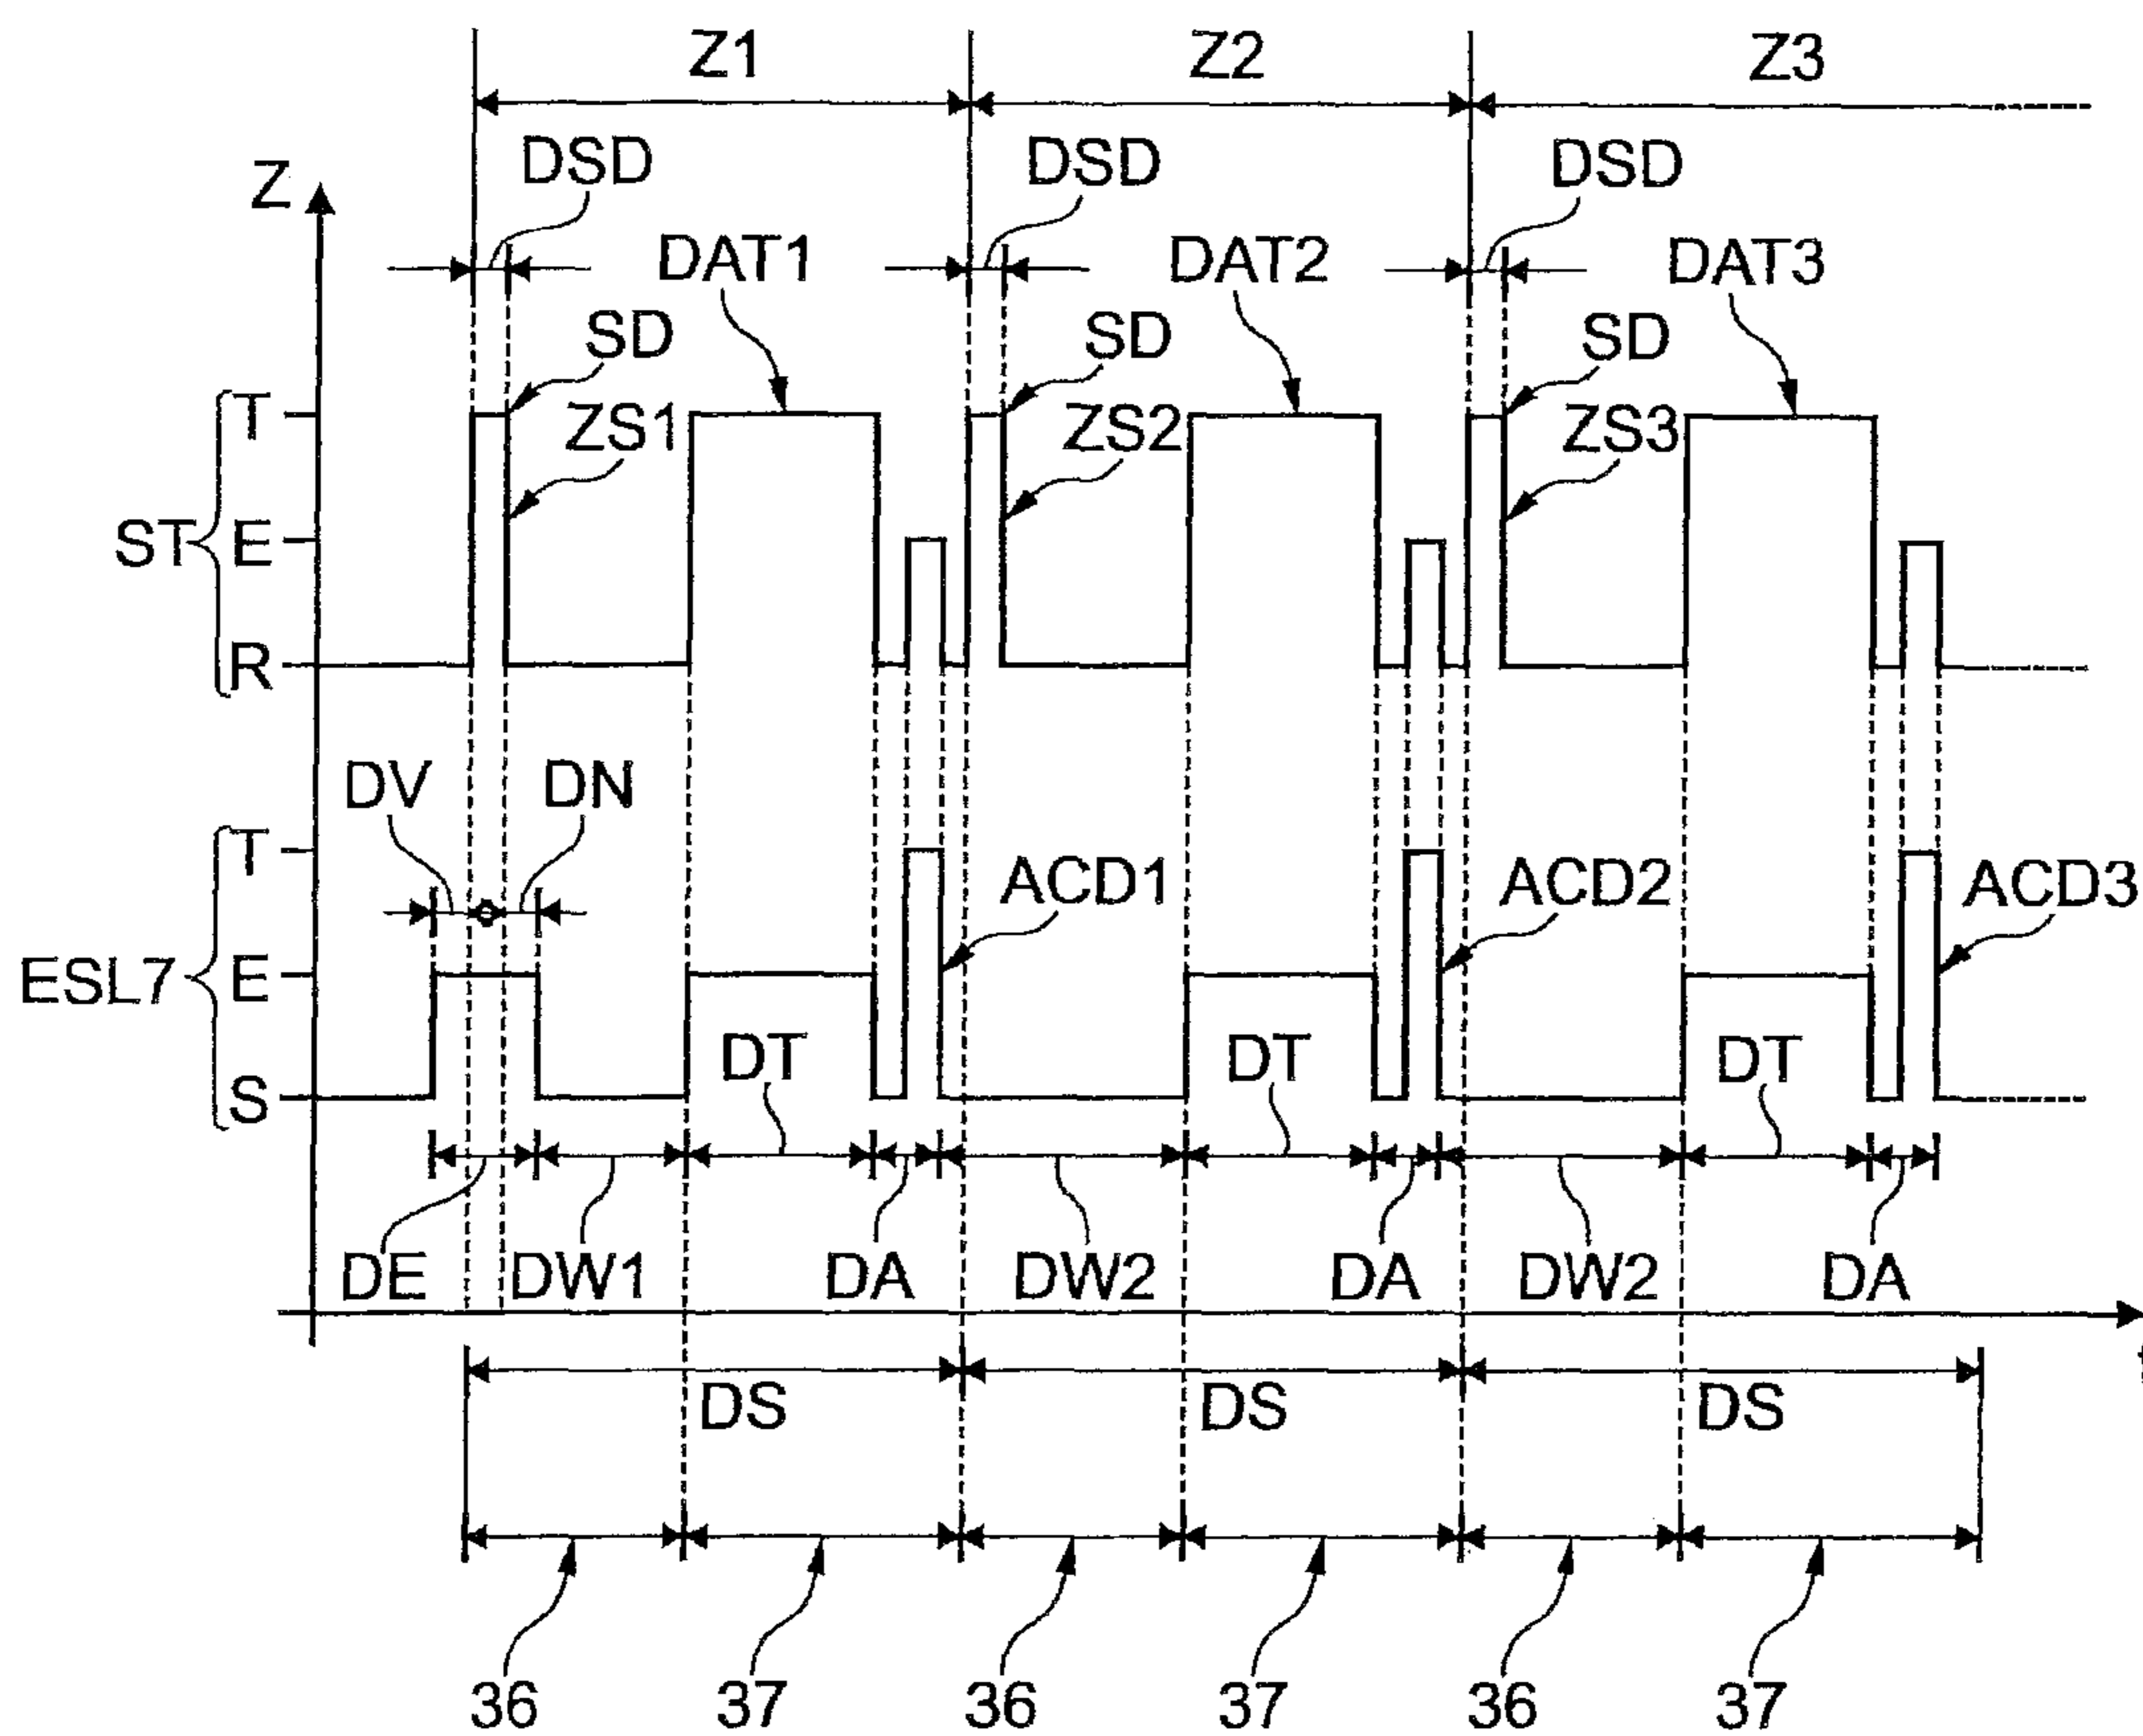 Z1 Z2 Z3
DSD DSD DSD
Z
DAT1 DAT2 DAT3
SD SD SD
T
ZS1 ZS2 ZS3
ST E
R
DV DN
T
ACD1 ACD2 ACD3
ESL7 E
DT DT DT
S
DE DW1 DA DW2 DA DW2 DA
DS DS DS
36 37 36 37 36 37